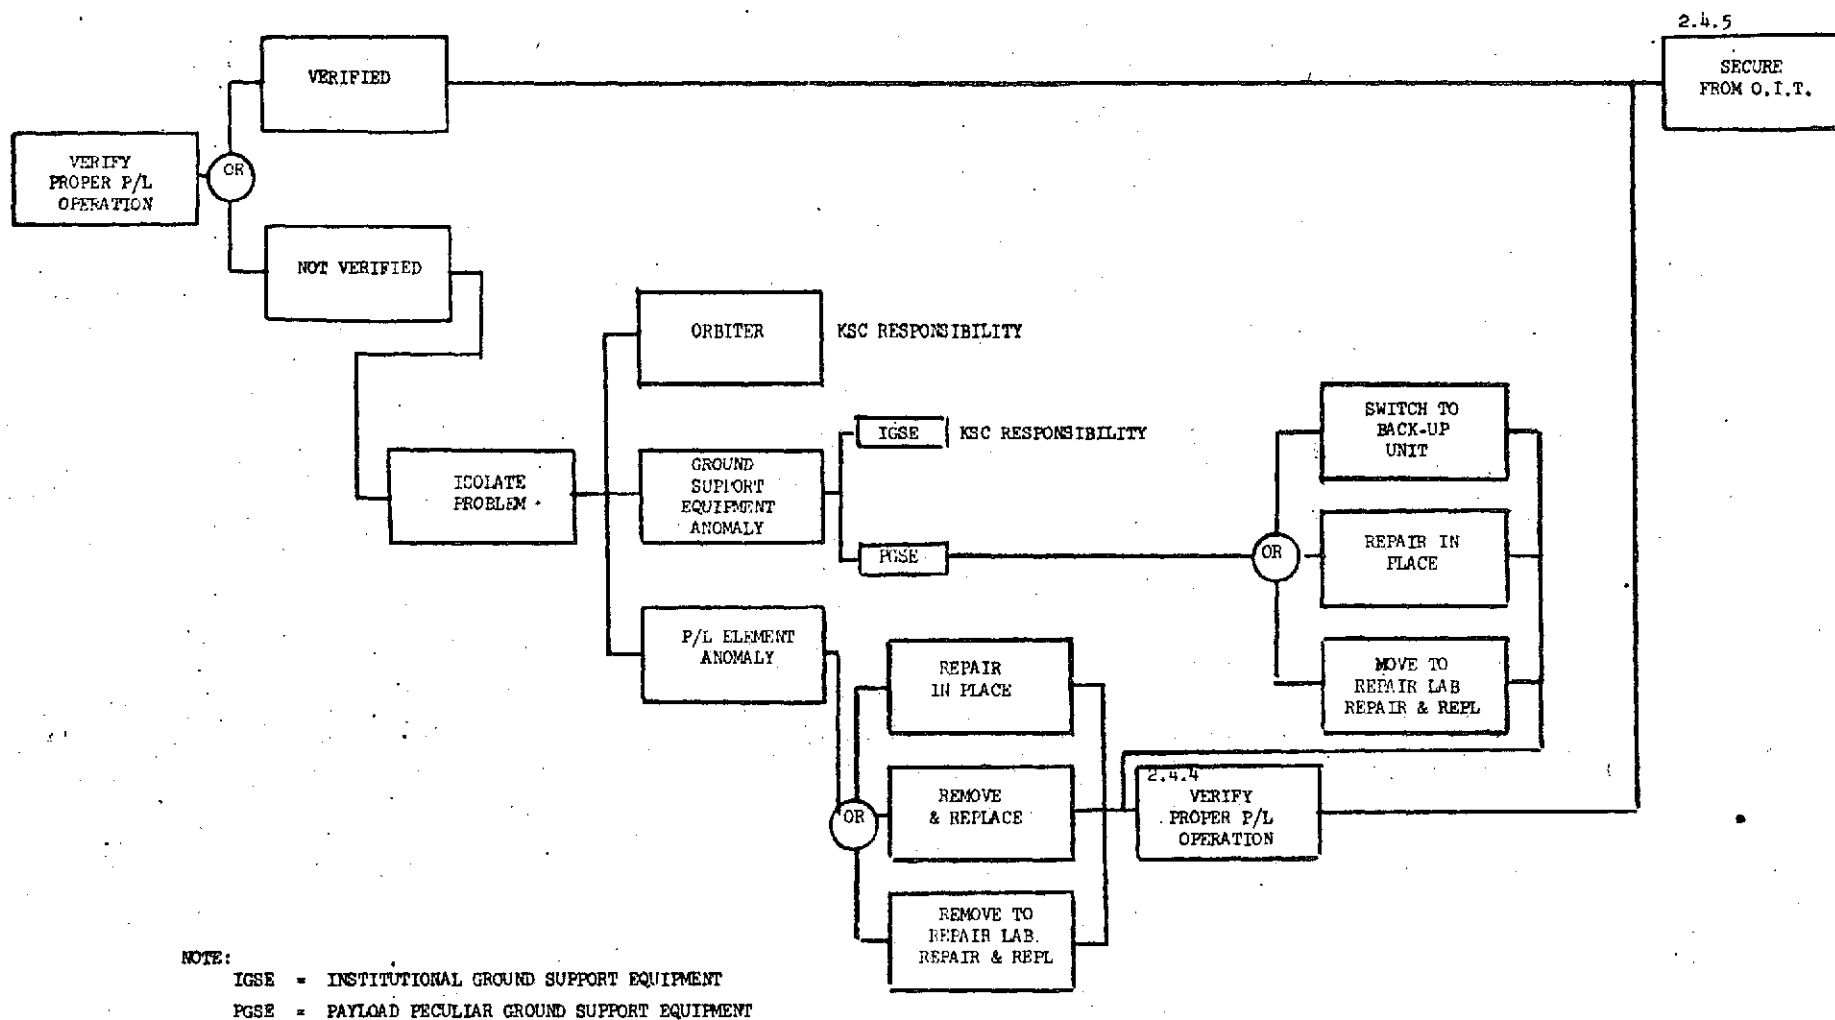 2.4.5
SECURE
FROM O.I.T.
VERIFIED
VERIFY
PROPER P/L
OPERATION
OR
NOT VERIFIED
ORBITER
KSC RESPONSIBILITY
IGSE
KSC RESPONSIBILITY
SWITCH TO
BACK-UP
UNIT
ISOLATE
PROBLEM
GROUND
SUPPORT
EQUIPMENT
ANOMALY
PGSE
OR
REPAIR IN
PLACE
P/L ELEMENT
ANOMALY
REPAIR
IN PLACE
MOVE TO
REPAIR LAB
REPAIR & REPL
OR
REMOVE
& REPLACE
2.4.4
VERIFY
PROPER P/L
OPERATION
REMOVE TO
REPAIR LAB.
REPAIR & REPL
NOTE:
IGSE = INSTITUTIONAL GROUND SUPPORT EQUIPMENT
PGSE = PAYLOAD PECULIAR GROUND SUPPORT EQUIPMENT